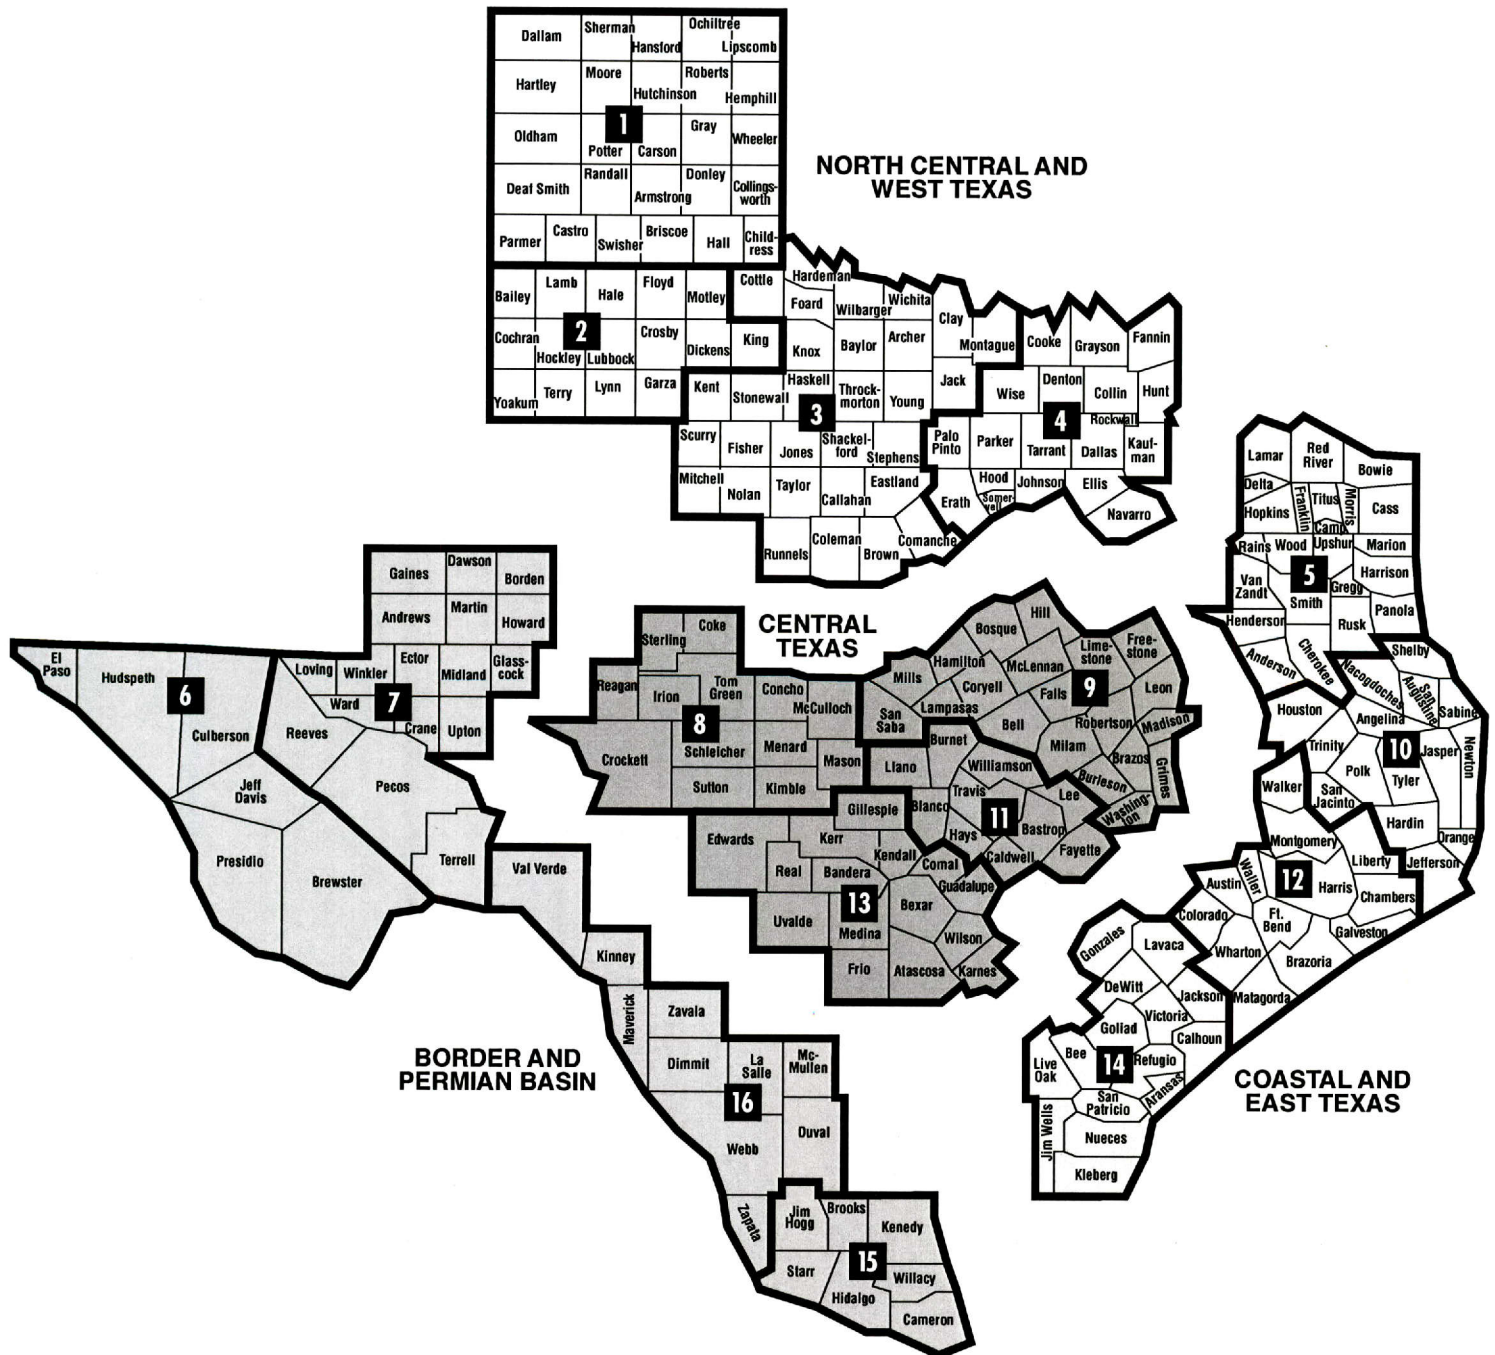 NORTH CENTRAL AND
WEST TEXAS
Dallam
Sherman
Hansford
Ochiltree
Lipscomb
Hartley
Moore
Hutchinson
Roberts
Hemphill
1
Oldham
Potter
Carson
Gray
Wheeler
Deaf Smith
Randall
Armstrong
Donley
Collings-
worth
Parmer
Castro
Swisher
Briscoe
Hall
Child-
ress
2
Bailey
Lamb
Hale
Floyd
Motley
Cochran
Hockley
Lubbock
Crosby
Dickens
King
Yoakum
Terry
Lynn
Garza
3
Cottle
Hardeman
Foard
Wilbarger
Wichita
Clay
Montague
Knox
Baylor
Archer
Kent
Stonewall
Haskell
Throck-
morton
Young
Jack
Scurry
Fisher
Jones
Shackel-
ford
Stephens
Mitchell
Nolan
Taylor
Callahan
Eastland
Runnels
Coleman
Brown
Comanche
4
Cooke
Grayson
Fannin
Wise
Denton
Collin
Hunt
Rockwall
Palo
Pinto
Parker
Tarrant
Dallas
Kauf-
man
Erath
Hood
Somer-
vell
Johnson
Ellis
Navarro
5
Lamar
Red
River
Bowie
Delta
Hopkins
Franklin
Titus
Morris
Camp
Cass
Rains
Wood
Upshur
Marion
Van
Zandt
Smith
Gregg
Harrison
Henderson
Rusk
Panola
Anderson
Cherokee
BORDER AND
PERMIAN BASIN
6
El
Paso
Hudspeth
Culberson
Jeff
Davis
Presidio
Brewster
7
Gaines
Dawson
Borden
Andrews
Martin
Howard
Loving
Winkler
Ector
Midland
Glass-
cock
Ward
Crane
Upton
Reeves
Pecos
Terrell
CENTRAL
TEXAS
8
Sterling
Coke
Reagan
Irion
Tom
Green
Concho
McCulloch
Crockett
Schleicher
Menard
Mason
Sutton
Kimble
9
Bosque
Hill
Hamilton
McLennan
Lime-
stone
Free-
stone
Mills
Coryell
Falls
Leon
San
Saba
Lampasas
Bell
Robertson
Madison
Milam
Brazos
Grimes
Burleson
Washing-
ton
10
Shelby
Nacogdoches
San
Augustine
Sabine
Houston
Angelina
Trinity
Polk
Tyler
Jasper
Newton
San
Jacinto
Hardin
Orange
Jefferson
11
Burnet
Llano
Williamson
Blanco
Travis
Lee
Hays
Bastrop
Caldwell
Fayette
12
Walker
Montgomery
Liberty
Austin
Waller
Harris
Chambers
Colorado
Ft.
Bend
Galveston
Wharton
Brazoria
Matagorda
13
Gillespie
Edwards
Kerr
Kendall
Real
Bandera
Comal
Guadalupe
Uvalde
Medina
Bexar
Wilson
Frio
Atascosa
Karnes
COASTAL AND
EAST TEXAS
14
Gonzales
Lavaca
DeWitt
Jackson
Victoria
Goliad
Calhoun
Bee
Refugio
Live
Oak
Aransas
San
Patricio
Jim Wells
Nueces
Kleberg
16
Val Verde
Kinney
Maverick
Zavala
Dimmit
La
Salle
Mc-
Mullen
Webb
Duval
Zapata
15
Jim
Hogg
Brooks
Kenedy
Starr
Hidalgo
Willacy
Cameron